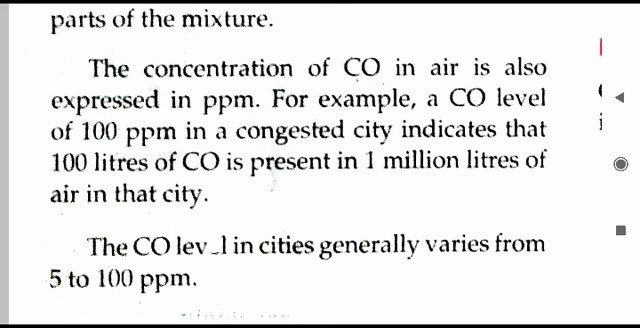 parts of the mixture.
The concentration of CO in air is also
expressed in ppm. For example, a CO level
of 100 ppm in a congested city indicates that
100 litres of CO is present in 1 million litres of
air in that city.
The CO lev_l in cities generally varies from
5 to 100 ppm.